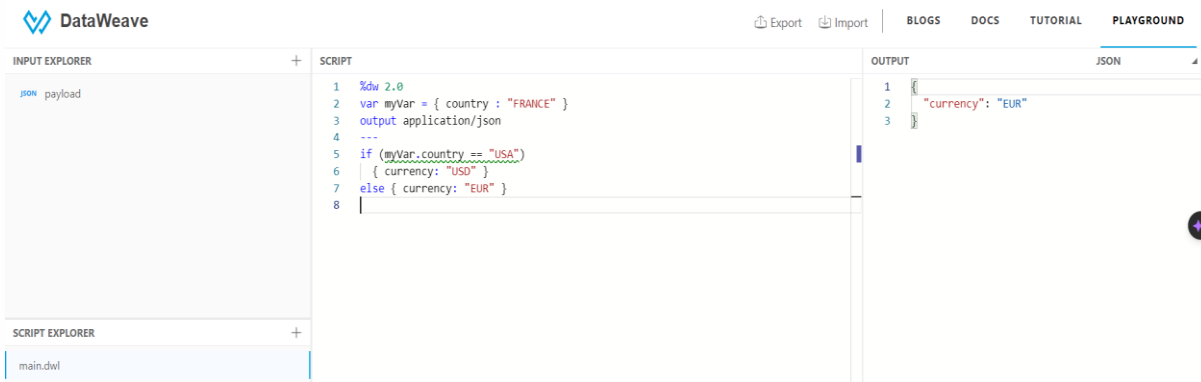 DataWeave
Export Import BLOGS DOCS TUTORIAL PLAYGROUND
INPUT EXPLORER +
JSON payload
SCRIPT EXPLORER +
main.dwl
SCRIPT
1 %dw 2.0
2 var myVar = { country : "FRANCE" }
3 output application/json
4 ---
5 if (myVar.country == "USA")
6 { currency: "USD" }
7 else { currency: "EUR" }
8
OUTPUT JSON
1 {
2 "currency": "EUR"
3 }